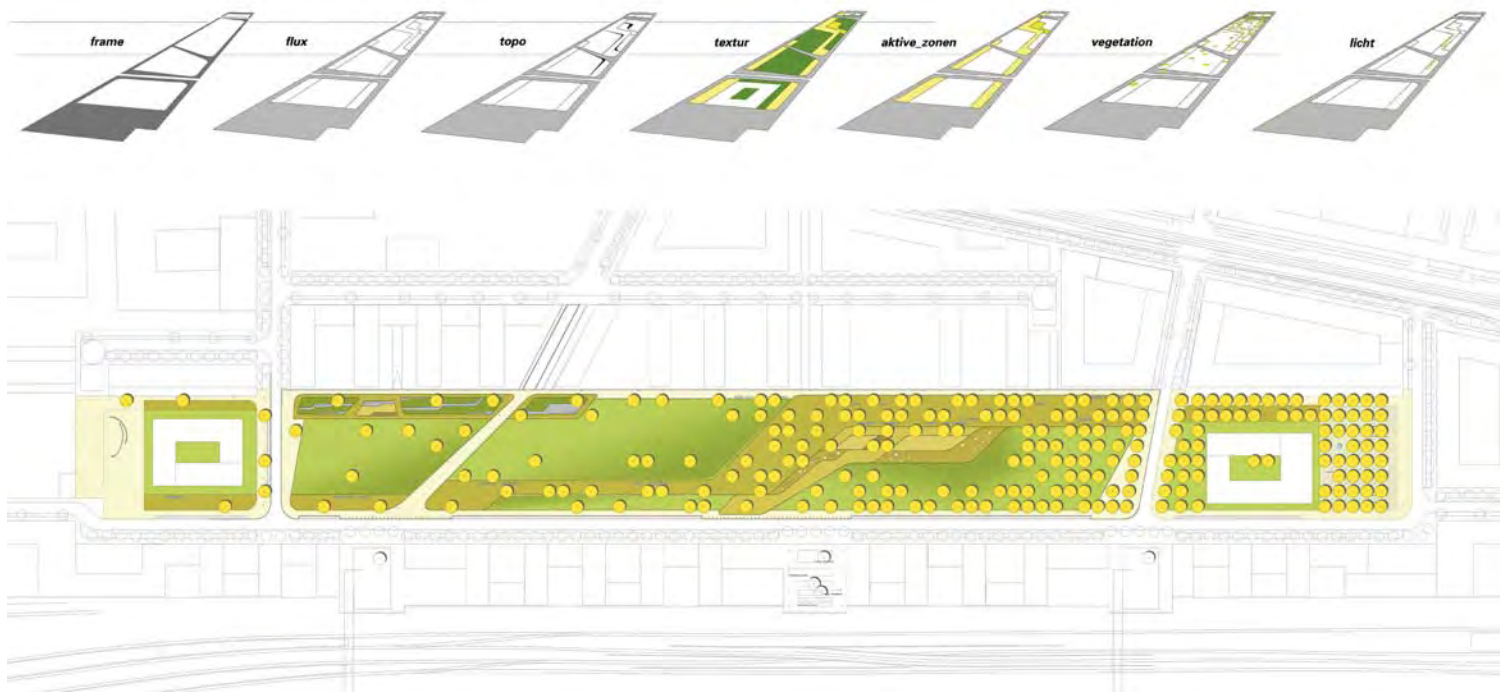 frame
flux
topo
textur
aktive_zonen
vegetation
licht